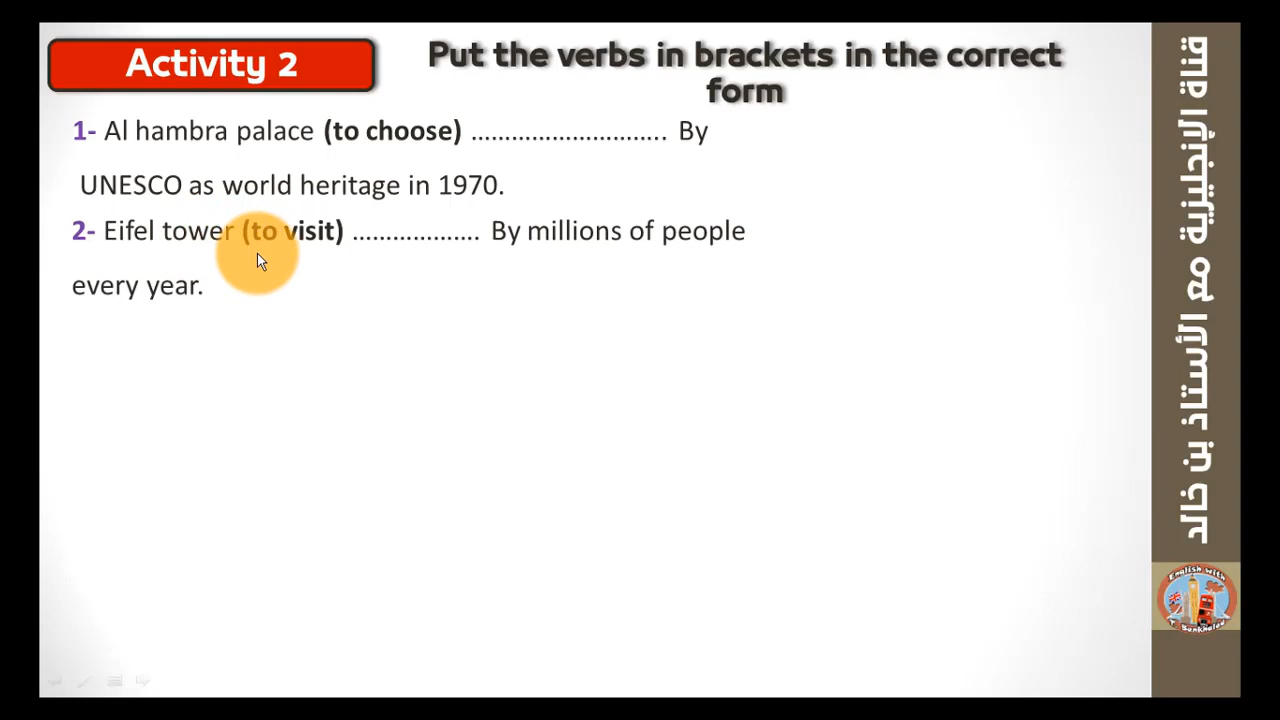 Activity 2
Put the verbs in brackets in the correct
form
1- Al hambra palace (to choose) ............................. By
UNESCO as world heritage in 1970.
2- Eifel tower (to visit) ................... By millions of people
every year.
قناة الإنجليزية مع الأستاذ بن خالد
English with